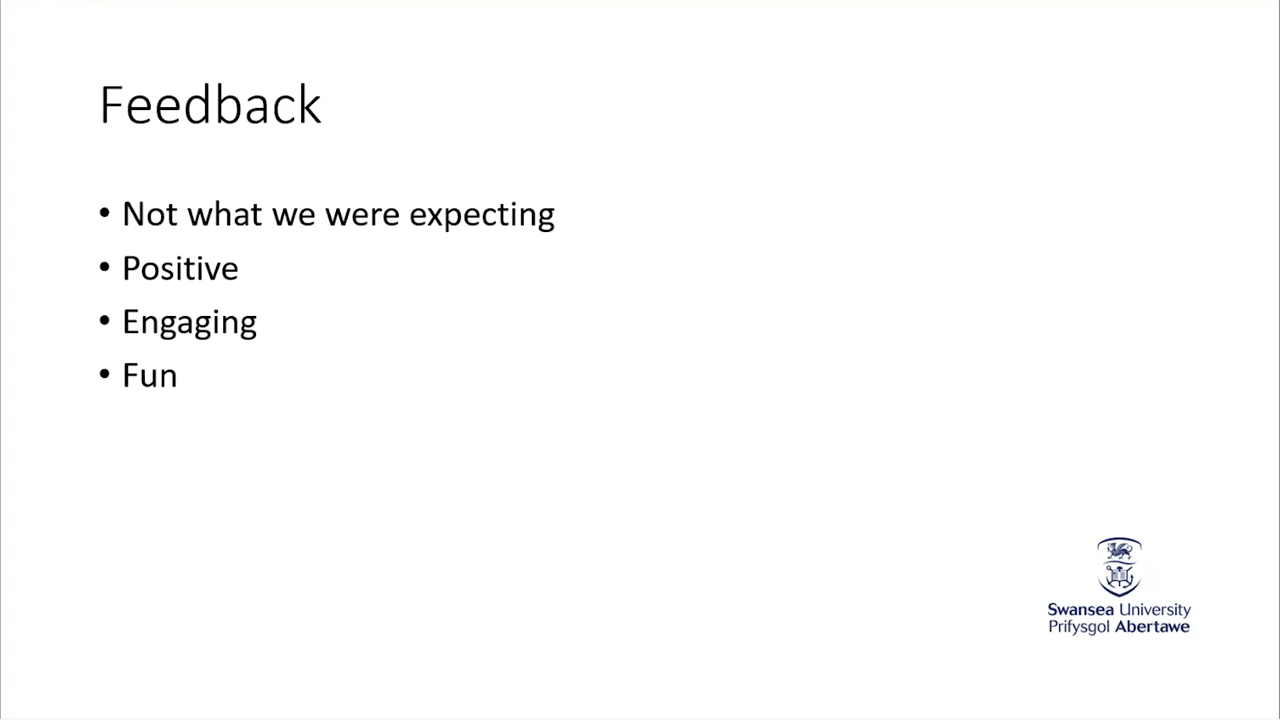 Feedback
• Not what we were expecting
• Positive
• Engaging
• Fun
Swansea University
Prifysgol Abertawe